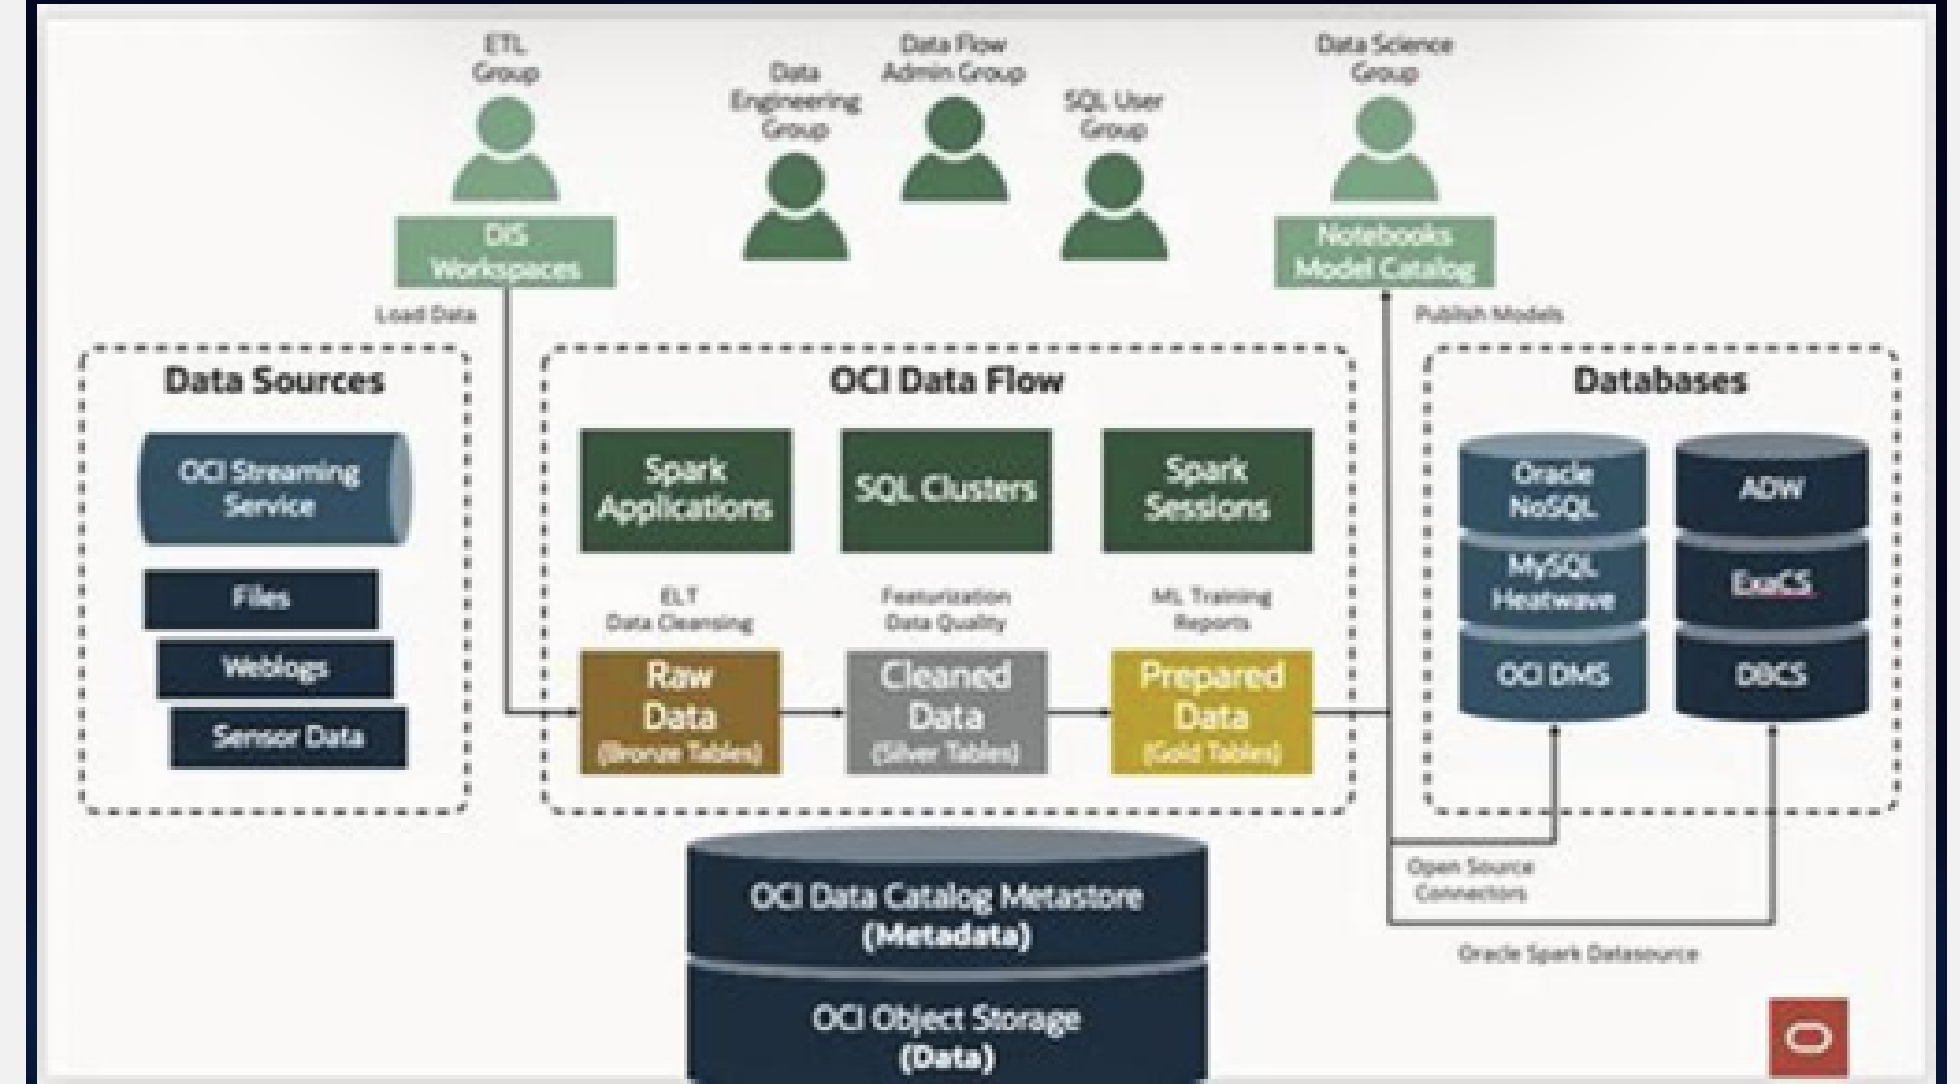 ETL
Group
Data
Engineering
Group
Data Flow
Admin Group
SQL User
Group
Data Science
Group
DIS
Workspaces
Notebooks
Model Catalog
Load Data
Publish Models
Data Sources
OCI Streaming
Service
Files
Weblogs
Sensor Data
OCI Data Flow
Spark
Applications
SQL Clusters
Spark
Sessions
ELT
Data Cleansing
Featurization
Data Quality
ML Training
Reports
Raw
Data
(Bronze Tables)
Cleaned
Data
(Silver Tables)
Prepared
Data
(Gold Tables)
Databases
Oracle
NoSQL
MySQL
Heatwave
OCI DMS
ADW
ExaCS
DBCS
Open Source
Connectors
Oracle Spark Datasource
OCI Data Catalog Metastore
(Metadata)
OCI Object Storage
(Data)